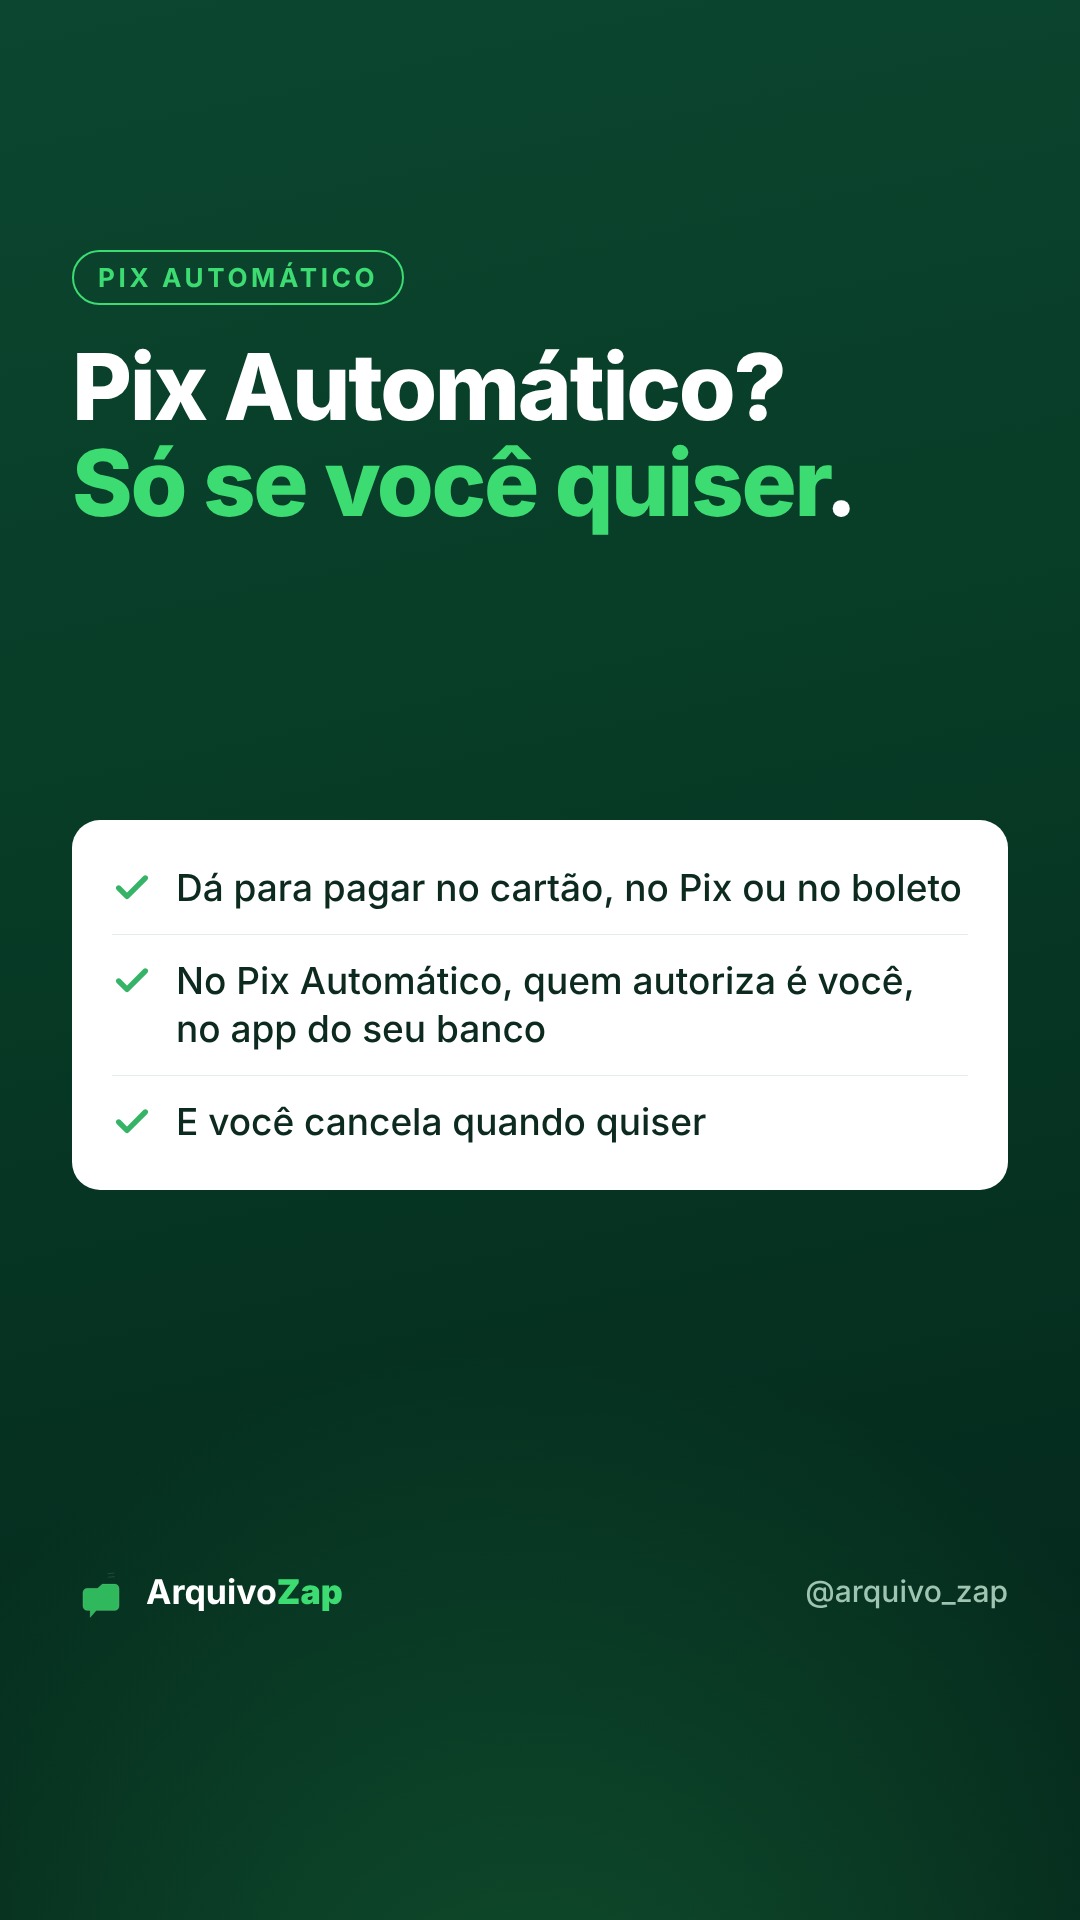 PIX AUTOMÁTICO
Pix Automático?
Só se você quiser.
Dá para pagar no cartão, no Pix ou no boleto
No Pix Automático, quem autoriza é você,
no app do seu banco
E você cancela quando quiser
ArquivoZap
@arquivo_zap